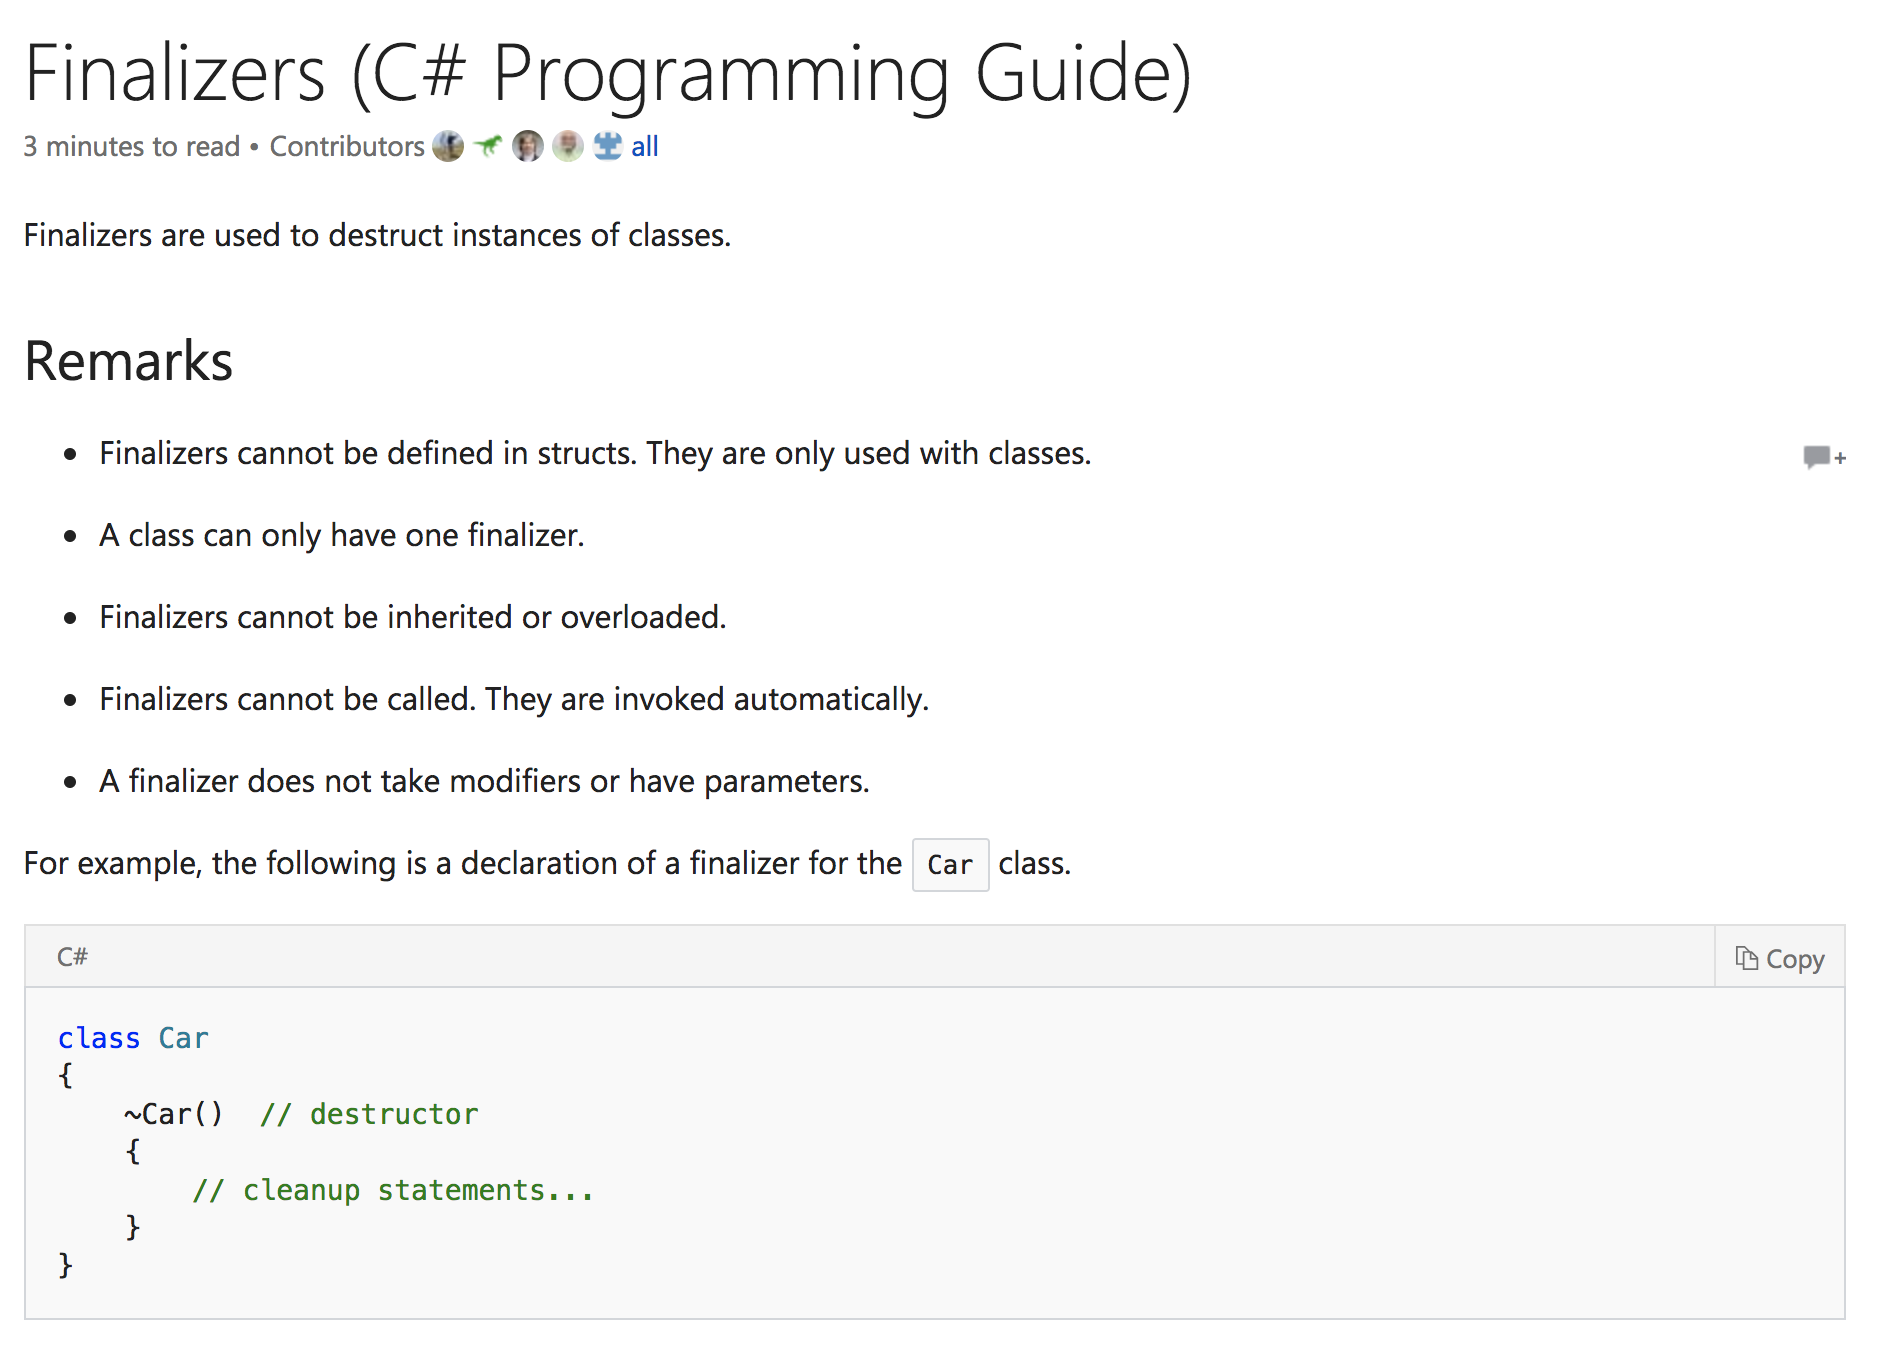 Finalizers (C# Programming Guide)
3 minutes to read • Contributors all
Finalizers are used to destruct instances of classes.
Remarks
• Finalizers cannot be defined in structs. They are only used with classes.
+
• A class can only have one finalizer.
• Finalizers cannot be inherited or overloaded.
• Finalizers cannot be called. They are invoked automatically.
• A finalizer does not take modifiers or have parameters.
For example, the following is a declaration of a finalizer for the Car class.
C# Copy
class Car
{
    ~Car()  // destructor
    {
        // cleanup statements...
    }
}